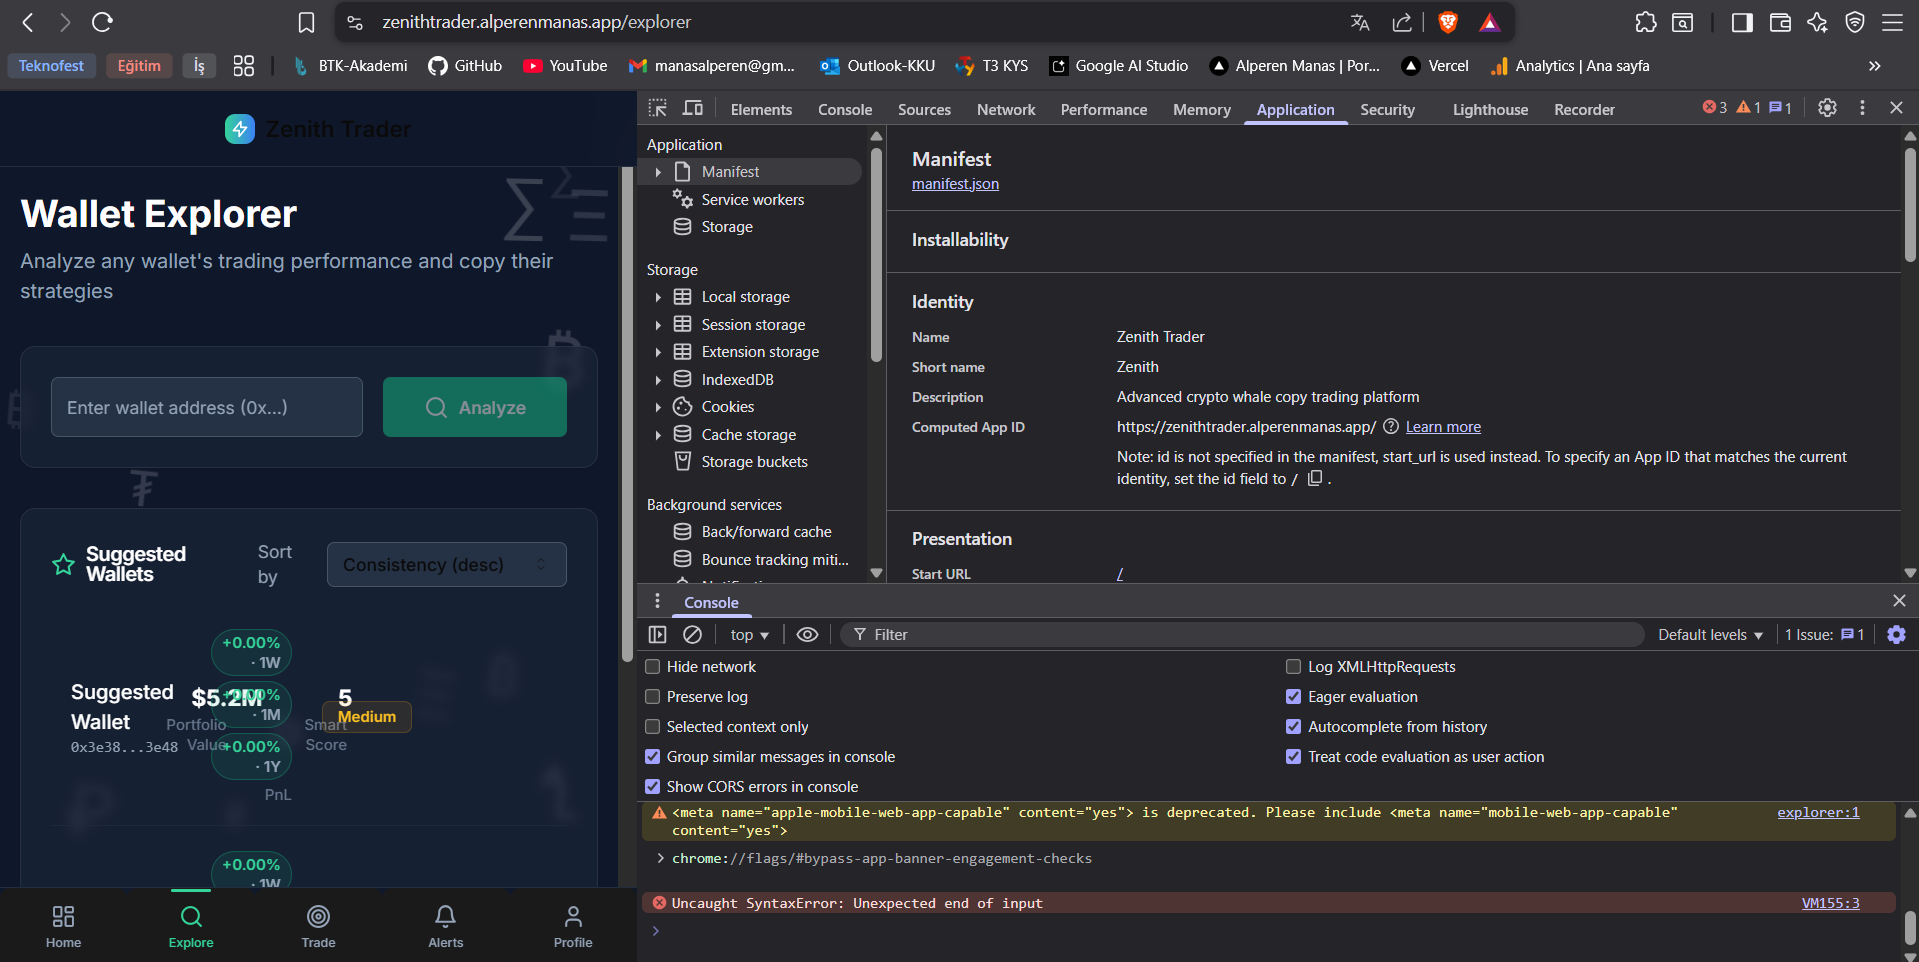 zenithtrader.alperenmanas.app/explorer
Teknofest
Eğitim
İş
BTK-Akademi
GitHub
YouTube
manasalperen@gm...
Outlook-KKU
T3 KYS
Google AI Studio
Alperen Manas | Por...
Vercel
Analytics | Ana sayfa
Zenith Trader
Wallet Explorer
Analyze any wallet's trading performance and copy their
strategies
Enter wallet address (0x...)
Analyze
Suggested
Wallets
Sort
by
Consistency (desc)
+0.00%
· 1W
Suggested
Wallet
0x3e38...3e48
$5.2M
Portfolio
Value
+0.00%
· 1M
+0.00%
· 1Y
PnL
5
Smart
Score
Medium
+0.00%
· 1W
Home
Explore
Trade
Alerts
Profile
Elements
Console
Sources
Network
Performance
Memory
Application
Security
Lighthouse
Recorder
3
1
1
Application
Manifest
Service workers
Storage
Storage
Local storage
Session storage
Extension storage
IndexedDB
Cookies
Cache storage
Storage buckets
Background services
Back/forward cache
Bounce tracking miti...
Manifest
manifest.json
Installability
Identity
Name Zenith Trader
Short name Zenith
Description Advanced crypto whale copy trading platform
Computed App ID https://zenithtrader.alperenmanas.app/ Learn more
Note: id is not specified in the manifest, start_url is used instead. To specify an App ID that matches the current
identity, set the id field to / .
Presentation
Start URL /
Console
top
Filter
Default levels
1 Issue: 1
Hide network
Log XMLHttpRequests
Preserve log
Eager evaluation
Selected context only
Autocomplete from history
Group similar messages in console
Treat code evaluation as user action
Show CORS errors in console
<meta name="apple-mobile-web-app-capable" content="yes"> is deprecated. Please include <meta name="mobile-web-app-capable" explorer:1
content="yes">
chrome://flags/#bypass-app-banner-engagement-checks
Uncaught SyntaxError: Unexpected end of input VM155:3